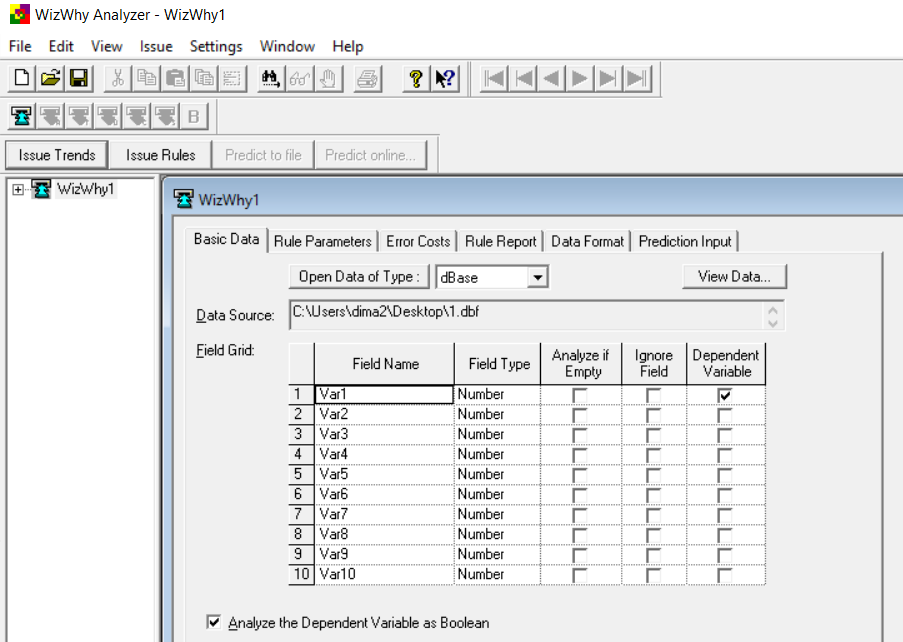 WizWhy Analyzer - WizWhy1
File Edit View Issue Settings Window Help
B
Issue Trends Issue Rules Predict to file Predict online...
WizWhy1
WizWhy1
Basic Data Rule Parameters Error Costs Rule Report Data Format Prediction Input
Open Data of Type : dBase View Data...
Data Source: C:\Users\dima2\Desktop\1.dbf
Field Grid:
Field Name Field Type Analyze if Empty Ignore Field Dependent Variable
1 Var1 Number
2 Var2 Number
3 Var3 Number
4 Var4 Number
5 Var5 Number
6 Var6 Number
7 Var7 Number
8 Var8 Number
9 Var9 Number
10 Var10 Number
Analyze the Dependent Variable as Boolean